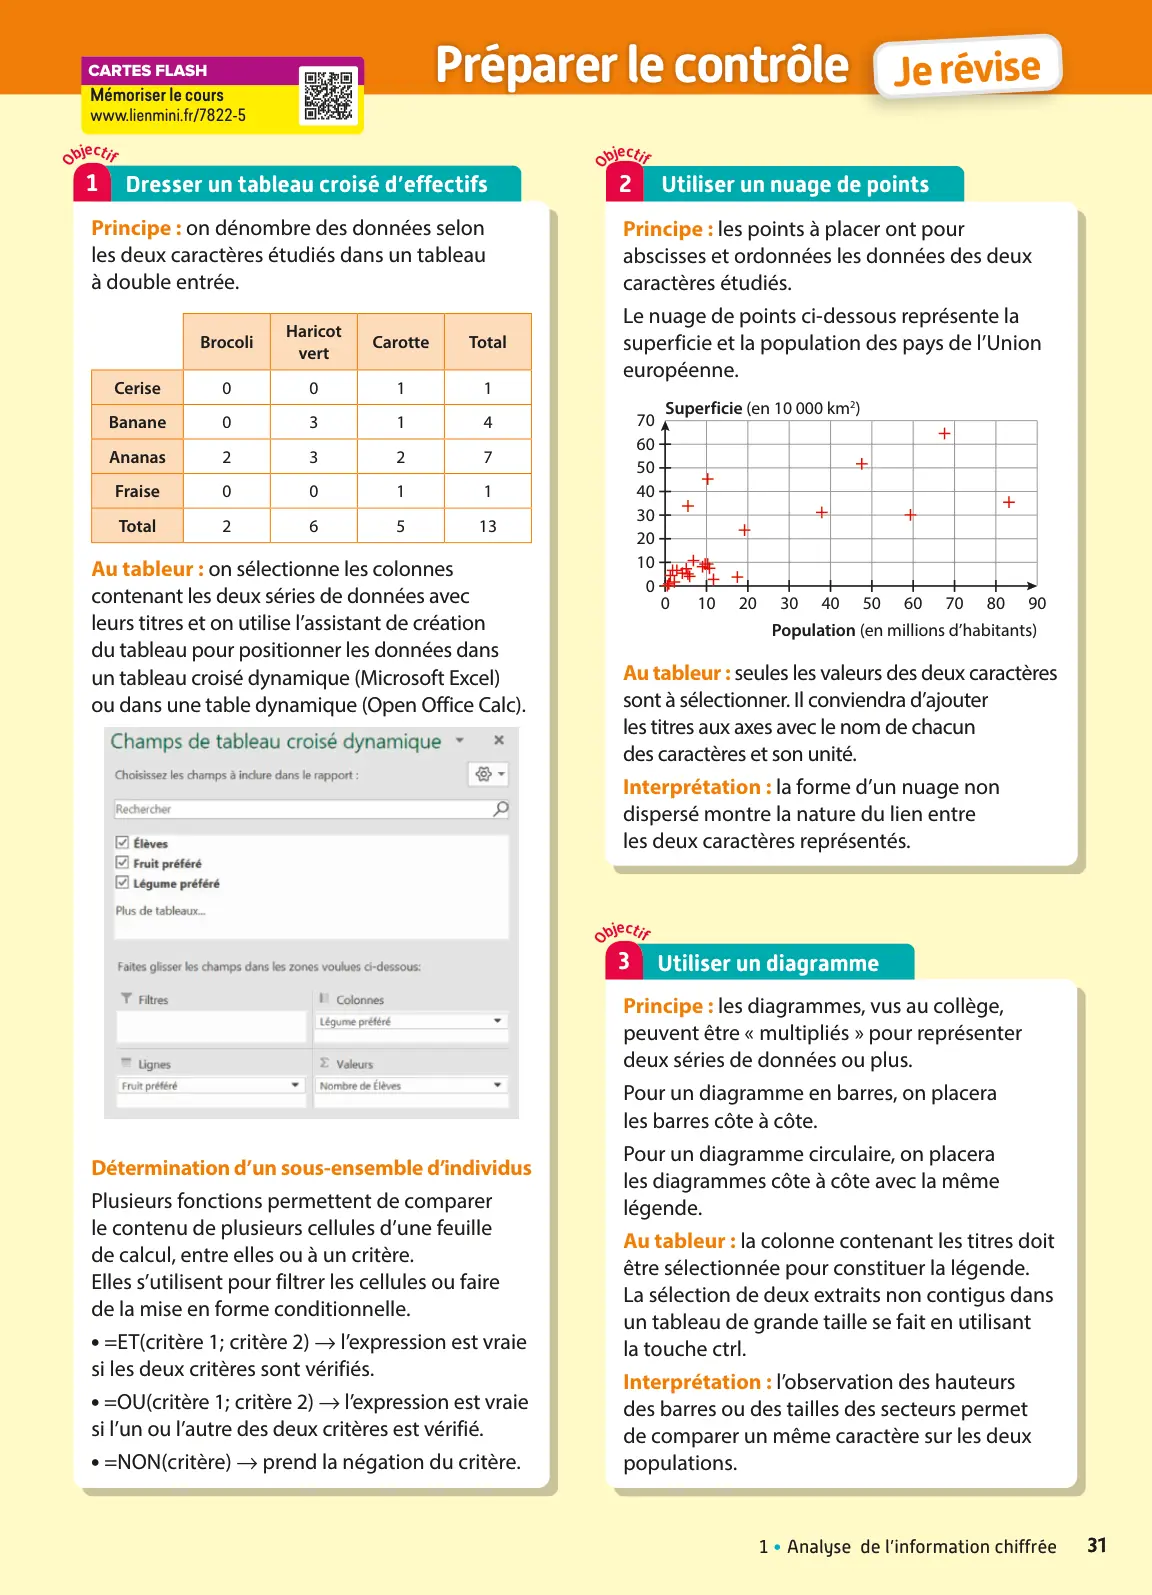 Préparer le contrôle
Je révise
CARTES FLASH
Mémoriser le cours
www.lienmini.fr/7822-5
Objectif
1 Dresser un tableau croisé d'effectifs
Principe : on dénombre des données selon
les deux caractères étudiés dans un tableau
à double entrée.
Brocoli Haricot vert Carotte Total
Cerise 0 0 1 1
Banane 0 3 1 4
Ananas 2 3 2 7
Fraise 0 0 1 1
Total 2 6 5 13
Au tableur : on sélectionne les colonnes
contenant les deux séries de données avec
leurs titres et on utilise l'assistant de création
du tableau pour positionner les données dans
un tableau croisé dynamique (Microsoft Excel)
ou dans une table dynamique (Open Office Calc).
Champs de tableau croisé dynamique
Choisissez les champs à inclure dans le rapport :
Rechercher
Élèves
Fruit préféré
Légume préféré
Plus de tableaux...
Faites glisser les champs dans les zones voulues ci-dessous:
Filtres
Colonnes
Légume préféré
Lignes
Σ Valeurs
Fruit préféré
Nombre de Élèves
Détermination d'un sous-ensemble d'individus
Plusieurs fonctions permettent de comparer
le contenu de plusieurs cellules d'une feuille
de calcul, entre elles ou à un critère.
Elles s'utilisent pour filtrer les cellules ou faire
de la mise en forme conditionnelle.
• =ET(critère 1; critère 2) → l'expression est vraie
si les deux critères sont vérifiés.
• =OU(critère 1; critère 2) → l'expression est vraie
si l'un ou l'autre des deux critères est vérifié.
• =NON(critère) → prend la négation du critère.
Objectif
2 Utiliser un nuage de points
Principe : les points à placer ont pour
abscisses et ordonnées les données des deux
caractères étudiés.
Le nuage de points ci-dessous représente la
superficie et la population des pays de l'Union
européenne.
Superficie (en 10 000 km²)
70
60
50
40
30
20
10
0
0 10 20 30 40 50 60 70 80 90
Population (en millions d'habitants)
Au tableur : seules les valeurs des deux caractères
sont à sélectionner. Il conviendra d'ajouter
les titres aux axes avec le nom de chacun
des caractères et son unité.
Interprétation : la forme d'un nuage non
dispersé montre la nature du lien entre
les deux caractères représentés.
Objectif
3 Utiliser un diagramme
Principe : les diagrammes, vus au collège,
peuvent être « multipliés » pour représenter
deux séries de données ou plus.
Pour un diagramme en barres, on placera
les barres côte à côte.
Pour un diagramme circulaire, on placera
les diagrammes côte à côte avec la même
légende.
Au tableur : la colonne contenant les titres doit
être sélectionnée pour constituer la légende.
La sélection de deux extraits non contigus dans
un tableau de grande taille se fait en utilisant
la touche ctrl.
Interprétation : l'observation des hauteurs
des barres ou des tailles des secteurs permet
de comparer un même caractère sur les deux
populations.
1 • Analyse de l'information chiffrée 31